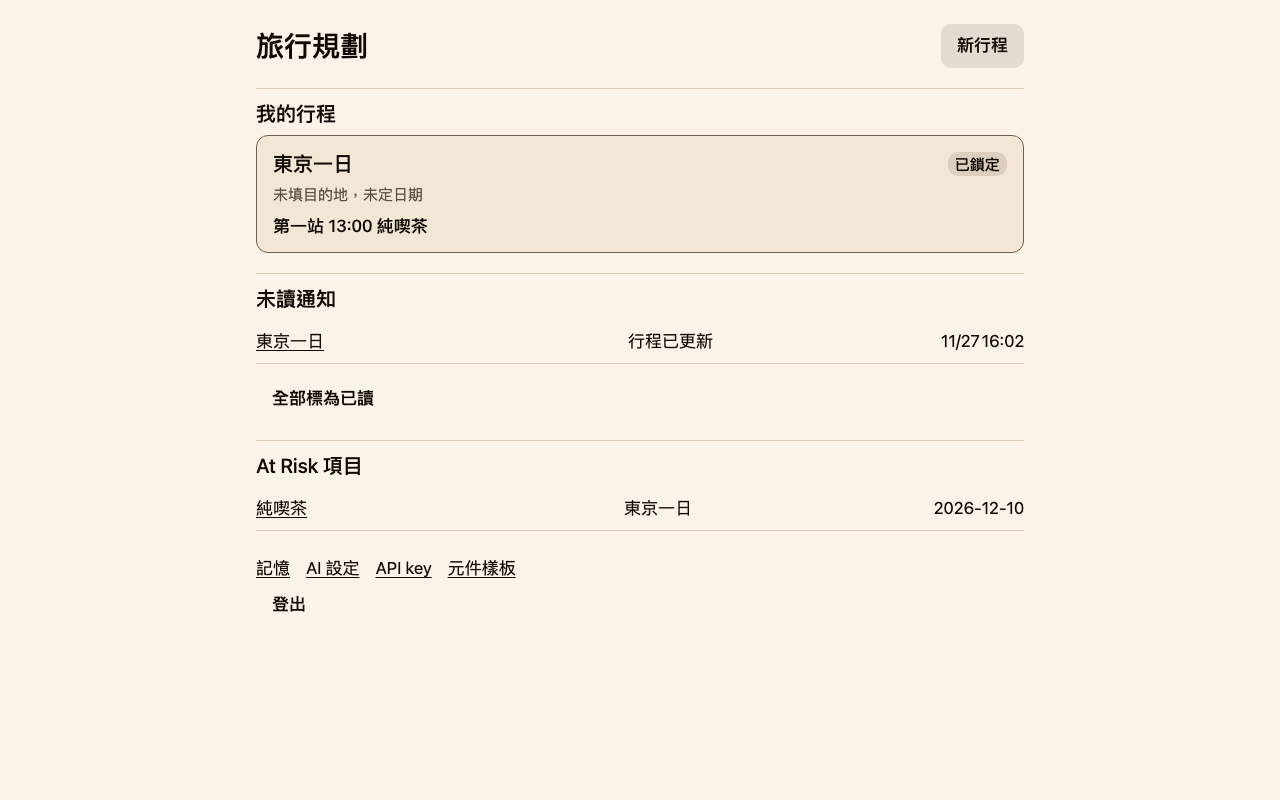 旅行規劃
新行程
我的行程
東京一日
已鎖定
未填目的地，未定日期
第一站 13:00 純喫茶
未讀通知
東京一日 行程已更新 11/27 16:02
全部標為已讀
At Risk 項目
純喫茶 東京一日 2026-12-10
記憶 AI 設定 API key 元件樣板
登出